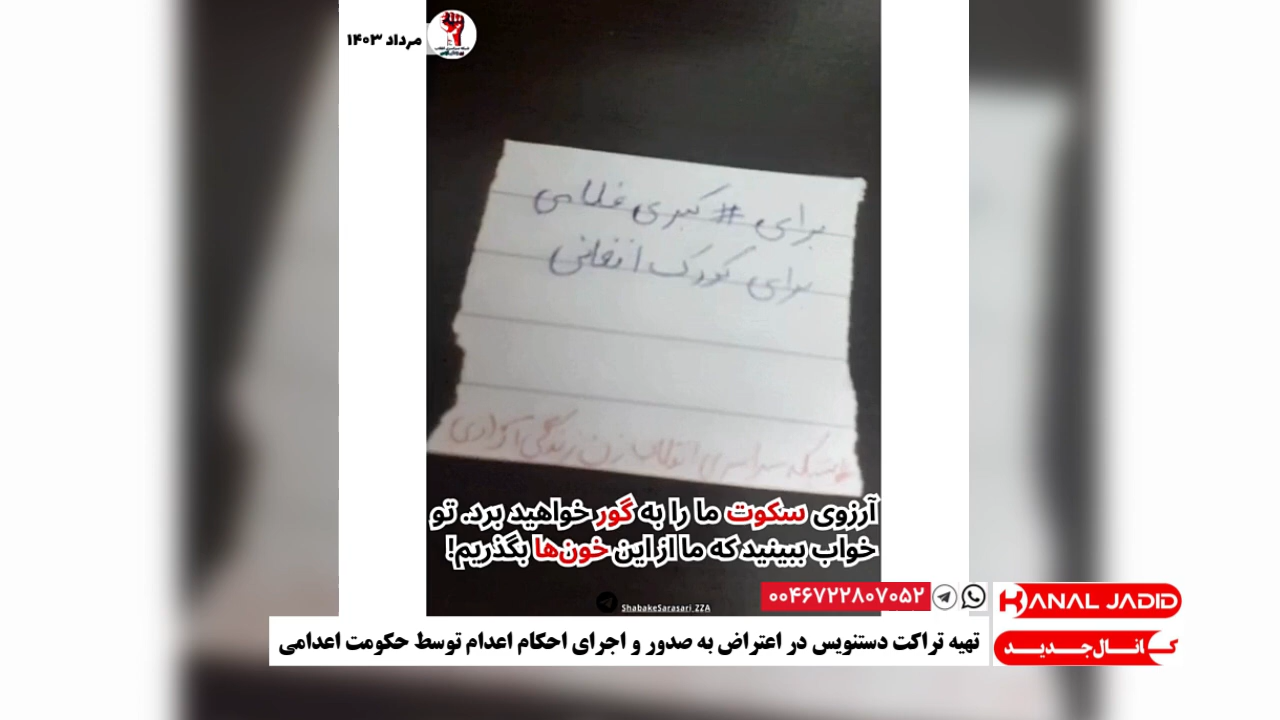 مرداد ۱۴۰۳
برای # کبری غلامی
برای کودک افغانی
#شبکه سراسری انقلاب زن زندگی آزادی
آرزوی سکوت ما را به گور خواهید برد. تو
خواب ببینید که ما از این خون‌ها بگذریم!
ShabakeSarasari_ZZA
۰۰۴۶۷۲۲۸۰۷۰۵۲
KANAL JADID
کانال جدید
تهیه تراکت دستنویس در اعتراض به صدور و اجرای احکام اعدام توسط حکومت اعدامی